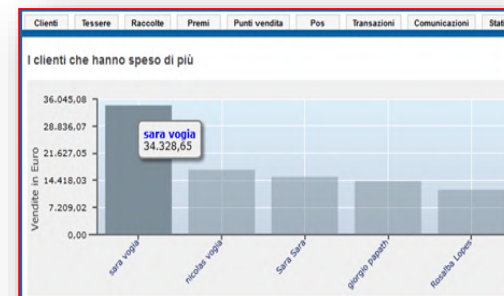 Clienti Tessere Raccolte Premi Punti vendita Pos Transazioni Comunicazioni Stat
I clienti che hanno speso di più
36.045,08
28.836,07
21.627,05
14.418,03
7.209,02
0,00
Vendite in Euro
sara vogia
34.328,65
sara vogia
nicolas vogia
Sara Sara
giorgio papath
Rosalba Lopes